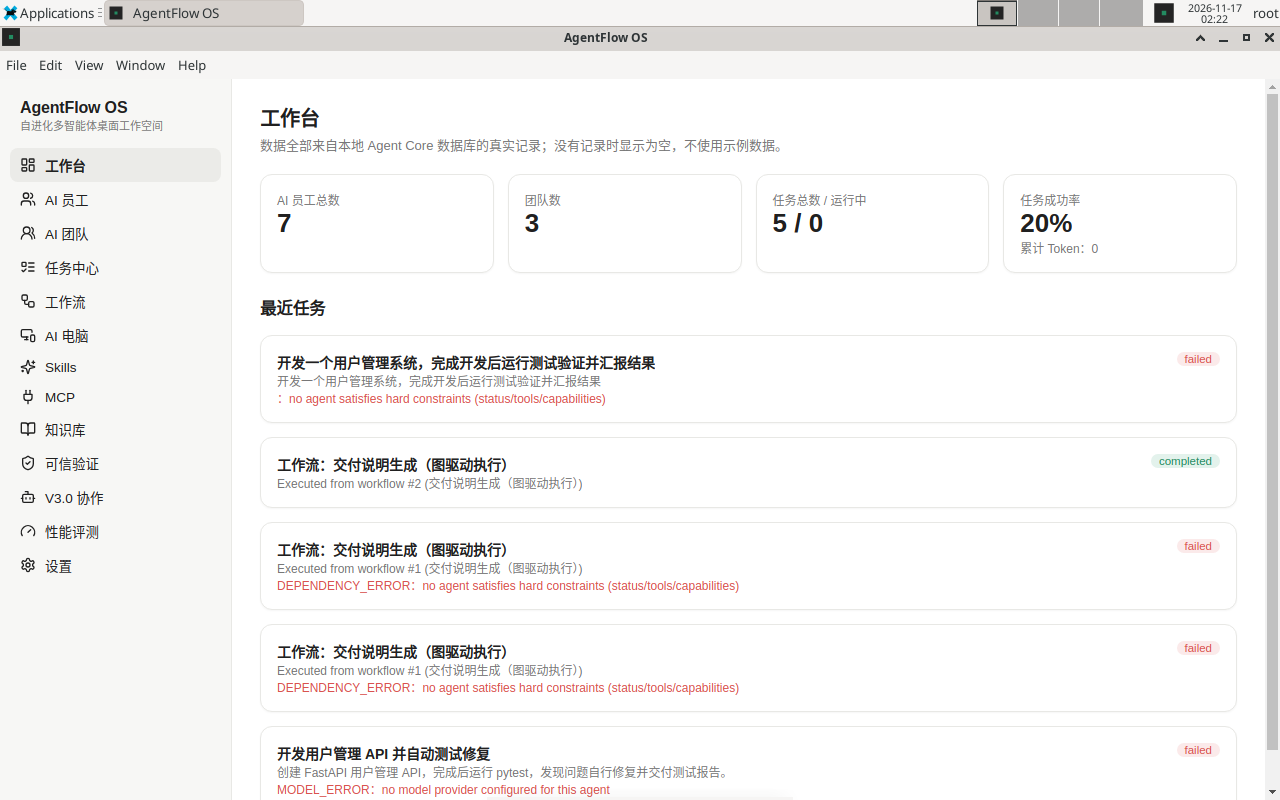 Applications
AgentFlow OS
2026-11-17
02:22
root
AgentFlow OS
File Edit View Window Help
AgentFlow OS
自进化多智能体桌面工作空间
工作台
AI 员工
AI 团队
任务中心
工作流
AI 电脑
Skills
MCP
知识库
可信验证
V3.0 协作
性能评测
设置
工作台
数据全部来自本地 Agent Core 数据库的真实记录；没有记录时显示为空，不使用示例数据。
AI 员工总数
7
团队数
3
任务总数 / 运行中
5 / 0
任务成功率
20%
累计 Token：0
最近任务
开发一个用户管理系统，完成开发后运行测试验证并汇报结果
failed
开发一个用户管理系统，完成开发后运行测试验证并汇报结果
：no agent satisfies hard constraints (status/tools/capabilities)
工作流：交付说明生成（图驱动执行）
completed
Executed from workflow #2 (交付说明生成（图驱动执行）)
工作流：交付说明生成（图驱动执行）
failed
Executed from workflow #1 (交付说明生成（图驱动执行）)
DEPENDENCY_ERROR：no agent satisfies hard constraints (status/tools/capabilities)
工作流：交付说明生成（图驱动执行）
failed
Executed from workflow #1 (交付说明生成（图驱动执行）)
DEPENDENCY_ERROR：no agent satisfies hard constraints (status/tools/capabilities)
开发用户管理 API 并自动测试修复
failed
创建 FastAPI 用户管理 API，完成后运行 pytest，发现问题自行修复并交付测试报告。
MODEL_ERROR：no model provider configured for this agent